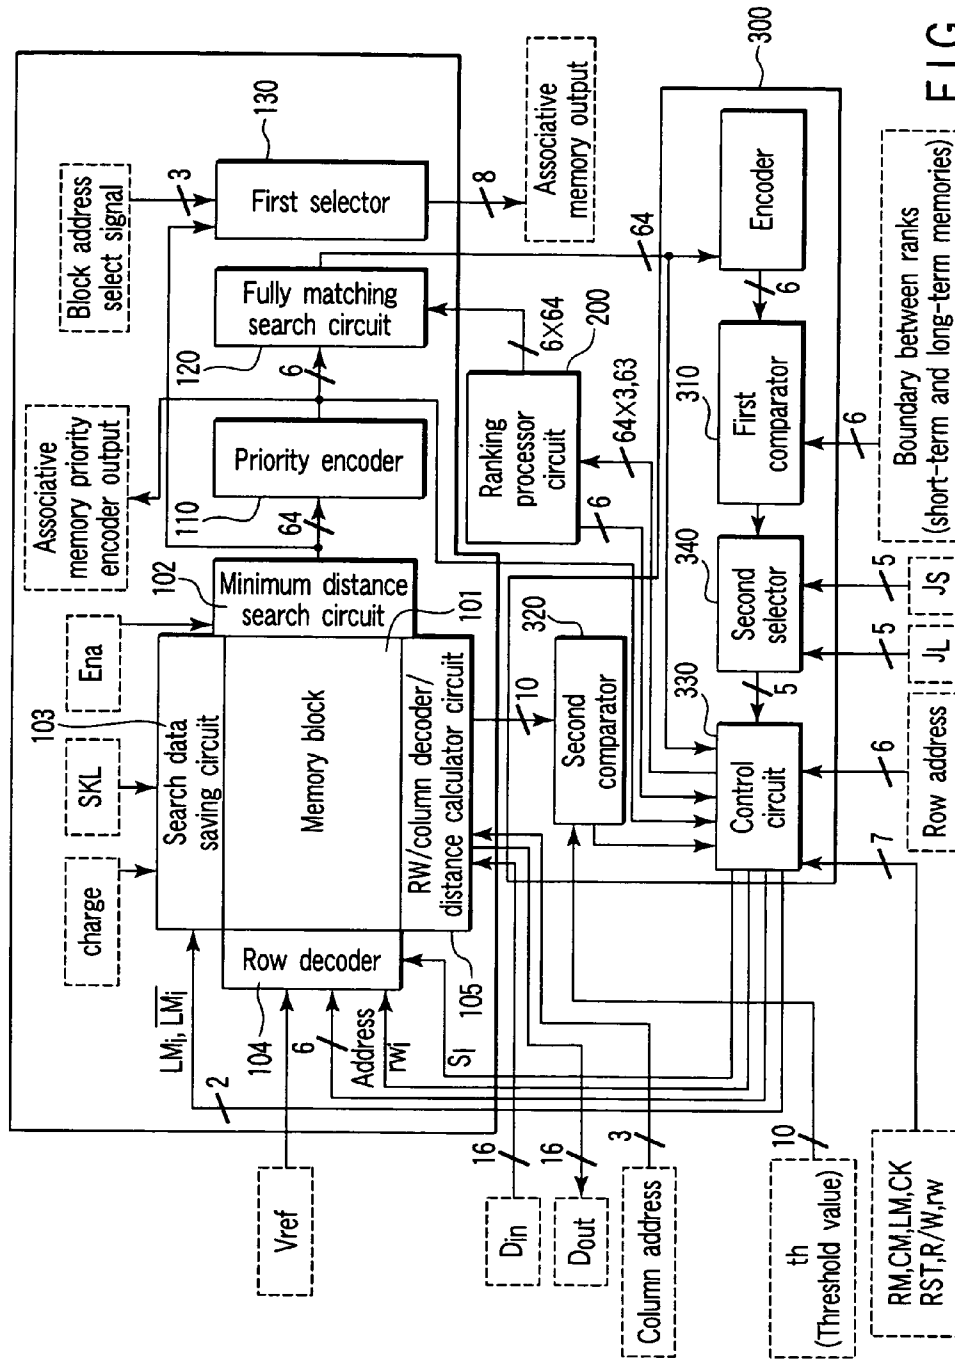 Block address
select signal
3
130
First selector
8
Associative
memory output
Associative
memory priority
encoder output
Fully matching
search circuit
120
6
Priority encoder
110
64
6×64
200
Ranking
processor
circuit
64×3,63
6
64
300
Ena
102
Minimum distance
search circuit
101
SKL
103
Search data
saving circuit
charge
Memory block
RW/column decoder/
distance calculator circuit
105
Row decoder
104
LMi, LMi
2
6
Address
rwi
Si
Vref
10
320
Second
comparator
Encoder
6
310
First
comparator
6
Boundary between ranks
(short-term and long-term memories)
340
Second
selector
5
JS
5
JL
5
330
Control
circuit
6
Row address
7
16
Din
16
Dout
3
Column address
10
th
(Threshold value)
RM,CM,LM,CK
RST,R/W,rw
FIG